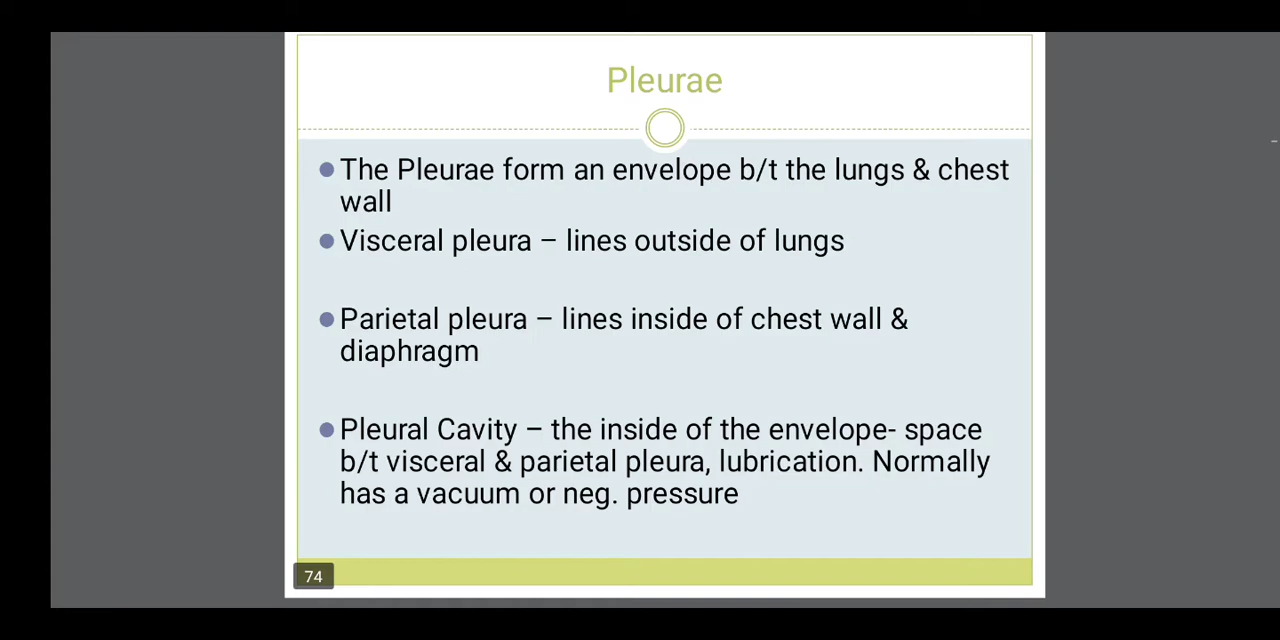 Pleurae
The Pleurae form an envelope b/t the lungs & chest
wall
Visceral pleura – lines outside of lungs
Parietal pleura – lines inside of chest wall &
diaphragm
Pleural Cavity – the inside of the envelope- space
b/t visceral & parietal pleura, lubrication. Normally
has a vacuum or neg. pressure
74